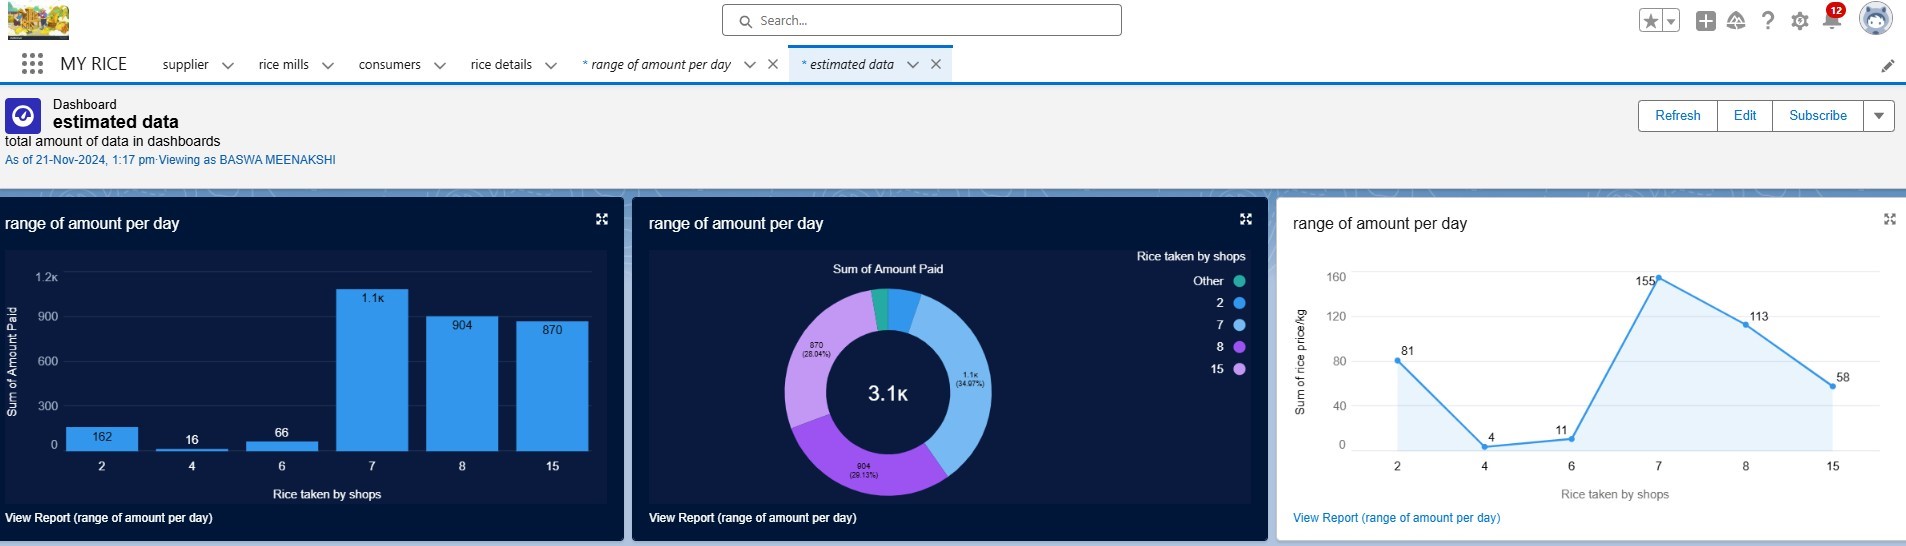 Search...
12
MY RICE supplier rice mills consumers rice details * range of amount per day * estimated data
Dashboard
estimated data
total amount of data in dashboards
As of 21-Nov-2024, 1:17 pm·Viewing as BASWA MEENAKSHI
Refresh Edit Subscribe
range of amount per day
Sum of Amount Paid
1.2K
900
600
300
0
162
16
66
1.1K
904
870
2 4 6 7 8 15
Rice taken by shops
View Report (range of amount per day)
range of amount per day
Sum of Amount Paid
Rice taken by shops
Other
2
7
8
15
870
(28.04%)
1.1K
(34.97%)
3.1K
904
(29.13%)
View Report (range of amount per day)
range of amount per day
Sum of rice price/kg
160
120
80
40
0
81
4
11
155
113
58
2 4 6 7 8 15
Rice taken by shops
View Report (range of amount per day)